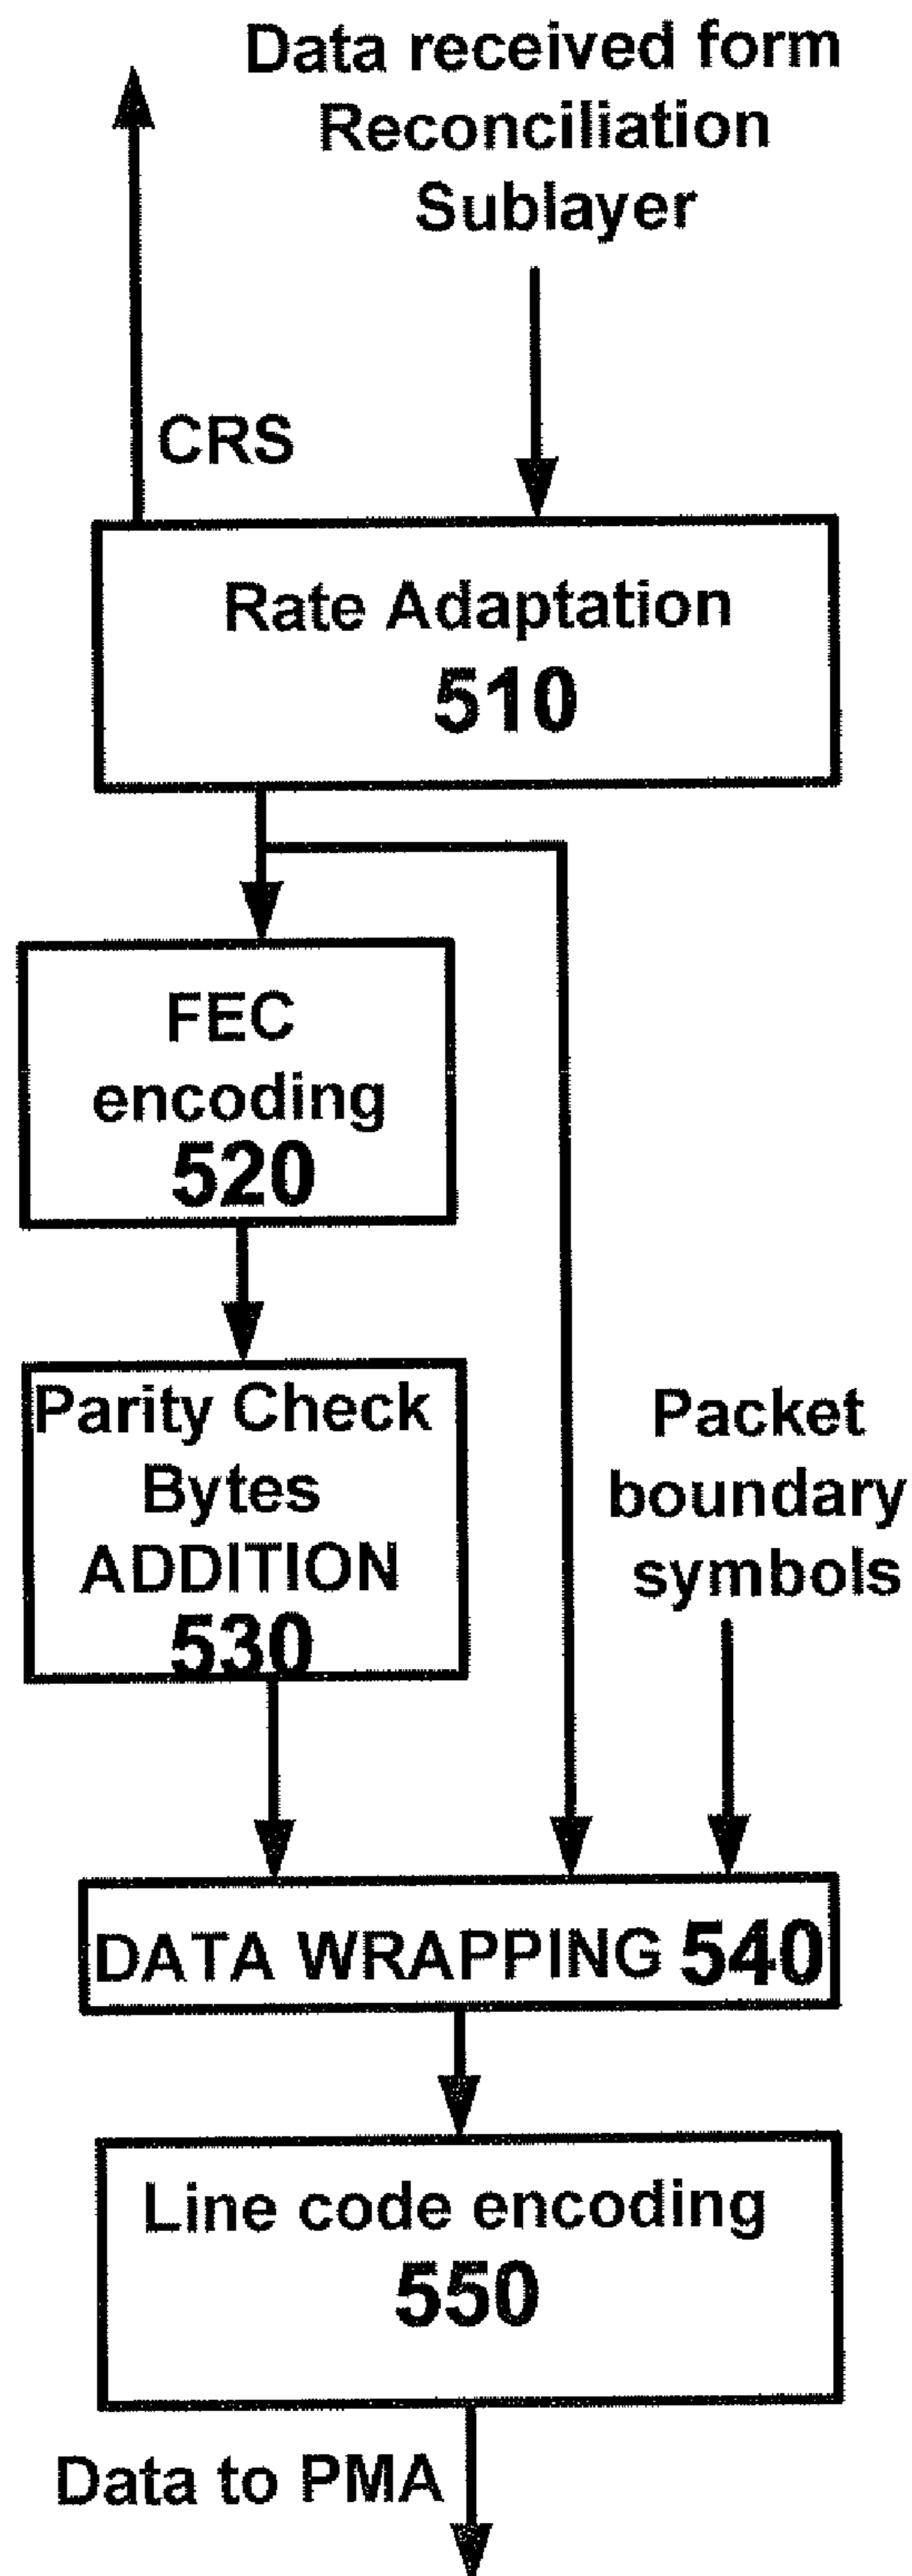 Data received form
Reconciliation
Sublayer
CRS
Rate Adaptation
510
FEC
encoding
520
Parity Check
Bytes
ADDITION
530
Packet
boundary
symbols
DATA WRAPPING 540
Line code encoding
550
Data to PMA